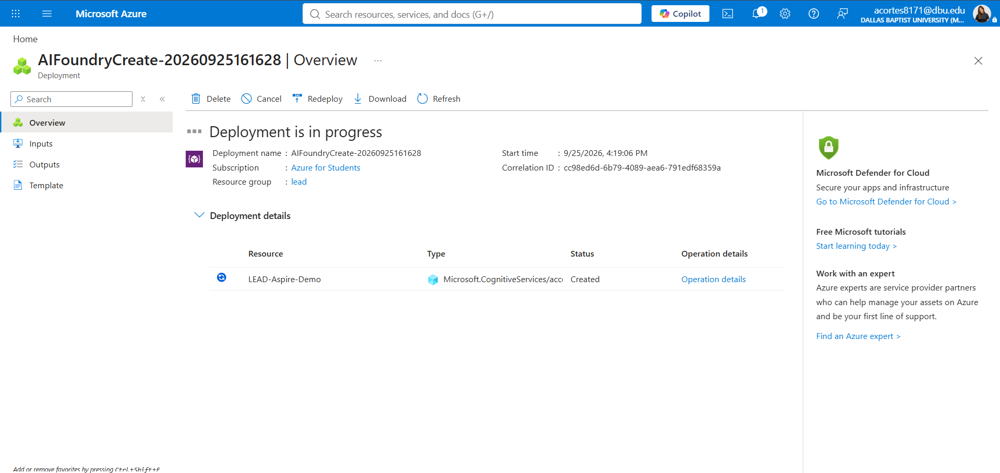 Microsoft Azure
Search resources, services, and docs (G+/)
Copilot
1
acortes8171@dbu.edu
DALLAS BAPTIST UNIVERSITY (M...
Home
AIFoundryCreate-20260925161628 | Overview ...
Deployment
Search
Delete
Cancel
Redeploy
Download
Refresh
Overview
Inputs
Outputs
Template
Deployment is in progress
Deployment name : AIFoundryCreate-20260925161628
Subscription : Azure for Students
Resource group : lead
Start time : 9/25/2026, 4:19:06 PM
Correlation ID : cc98ed6d-6b79-4089-aea6-791edf68359a
Deployment details
Resource Type Status Operation details
LEAD-Aspire-Demo Microsoft.CognitiveServices/acc Created Operation details
Microsoft Defender for Cloud
Secure your apps and infrastructure
Go to Microsoft Defender for Cloud >
Free Microsoft tutorials
Start learning today >
Work with an expert
Azure experts are service provider partners
who can help manage your assets on Azure
and be your first line of support.
Find an Azure expert >
Add or remove favorites by pressing Ctrl+Shift+F